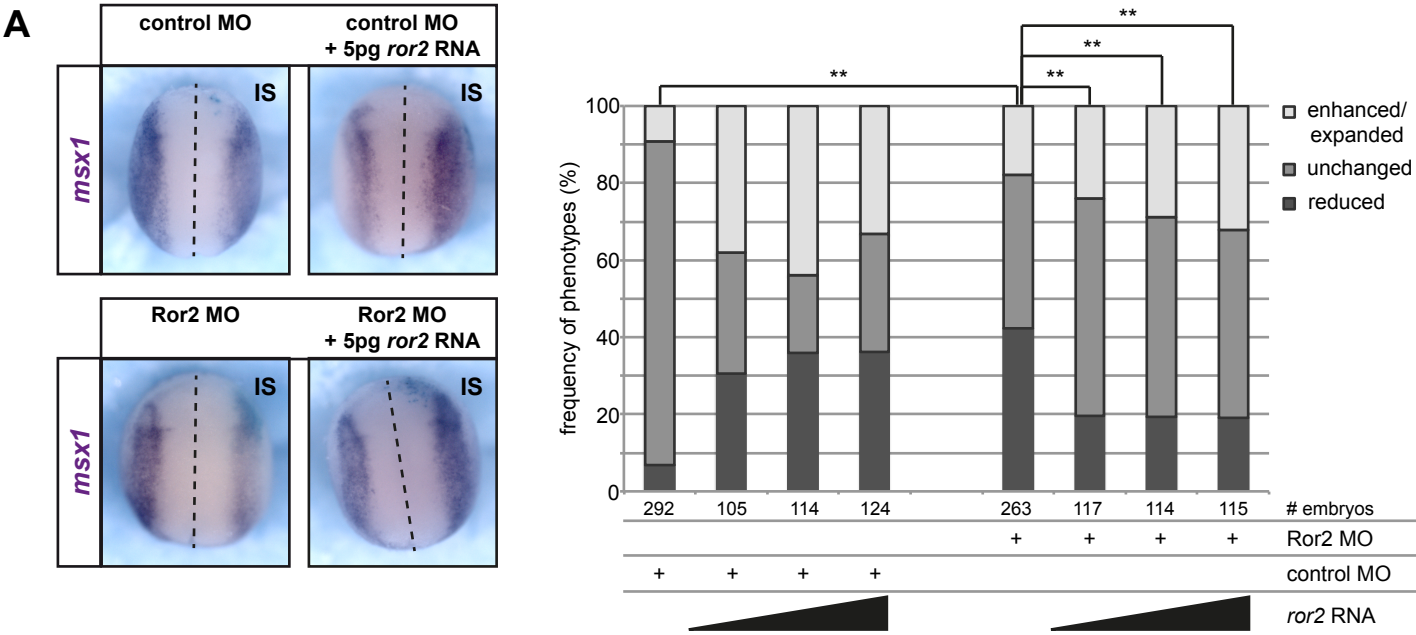 A
control MO
control MO
+ 5pg ror2 RNA
msx1
IS
IS
Ror2 MO
Ror2 MO
+ 5pg ror2 RNA
msx1
IS
IS
frequency of phenotypes (%)
100
80
60
40
20
0
**
**
**
**
enhanced/
expanded
unchanged
reduced
292 105 114 124 263 117 114 115 # embryos
+ + + + Ror2 MO
+ + + + control MO
ror2 RNA